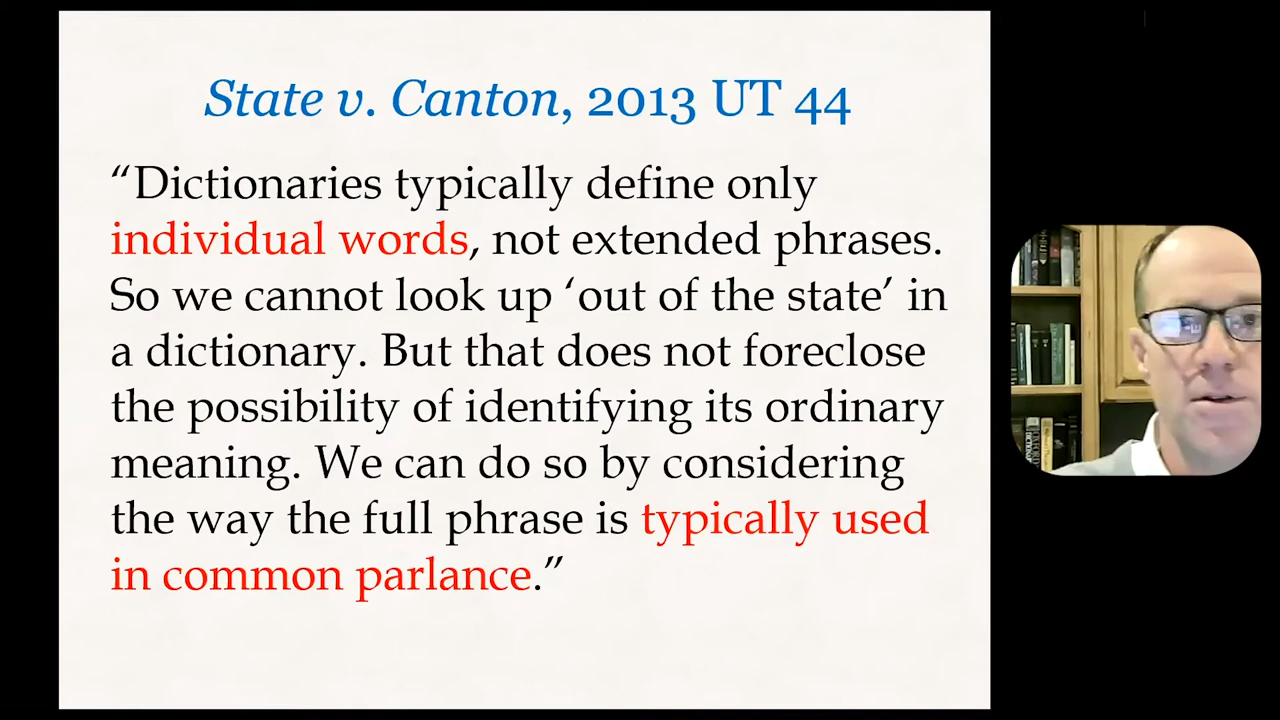 State v. Canton, 2013 UT 44
“Dictionaries typically define only
individual words, not extended phrases.
So we cannot look up ‘out of the state’ in
a dictionary. But that does not foreclose
the possibility of identifying its ordinary
meaning. We can do so by considering
the way the full phrase is typically used
in common parlance.”